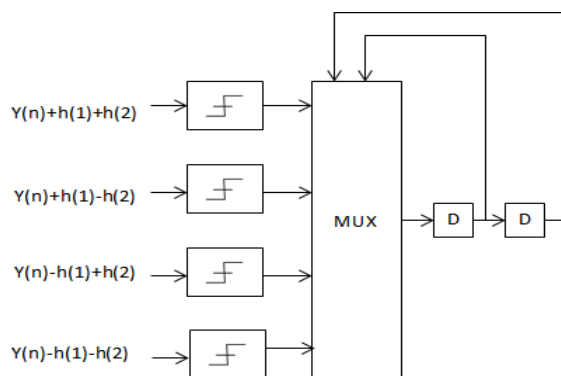 Y(n)+h(1)+h(2)
Y(n)+h(1)-h(2)
MUX
D
D
Y(n)-h(1)+h(2)
Y(n)-h(1)-h(2)